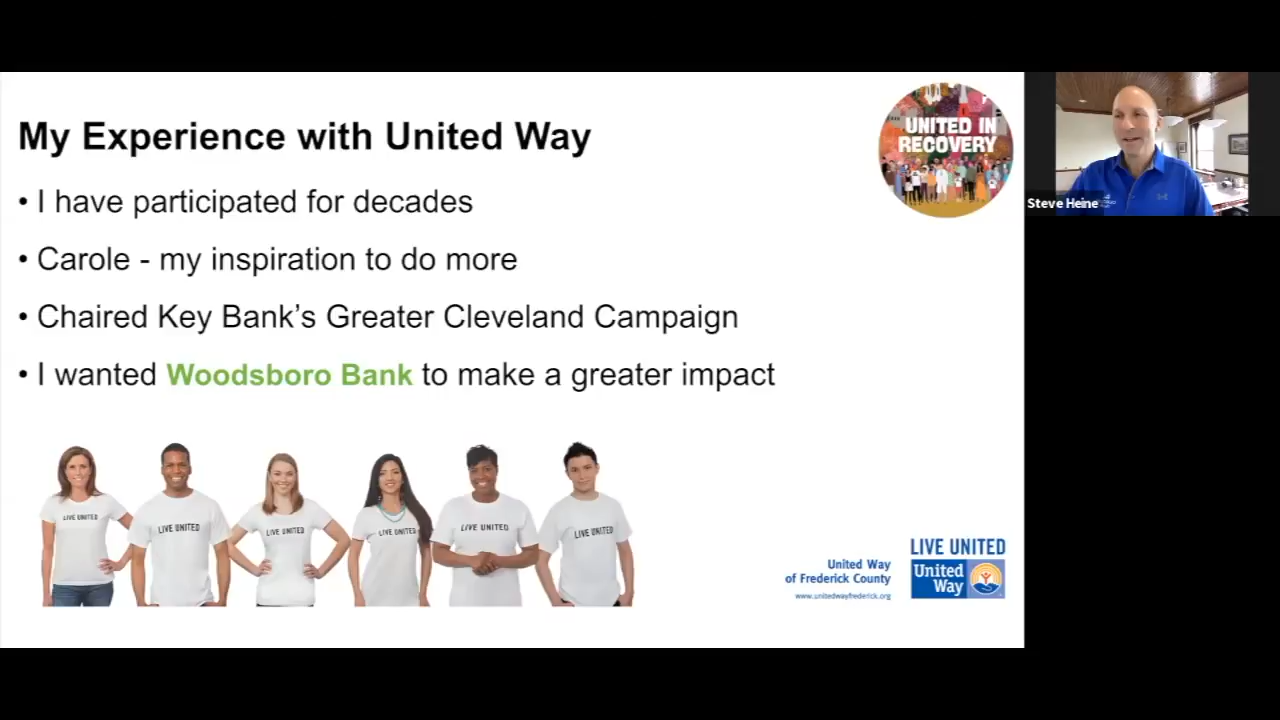 My Experience with United Way
• I have participated for decades
• Carole - my inspiration to do more
• Chaired Key Bank’s Greater Cleveland Campaign
• I wanted Woodsboro Bank to make a greater impact
UNITED IN
RECOVERY
Steve Heine
LIVE UNITED
LIVE UNITED
LIVE UNITED
LIVE UNITED
LIVE UNITED
LIVE UNITED
United Way
of Frederick County
www.unitedwayfrederick.org
LIVE UNITED
United
Way